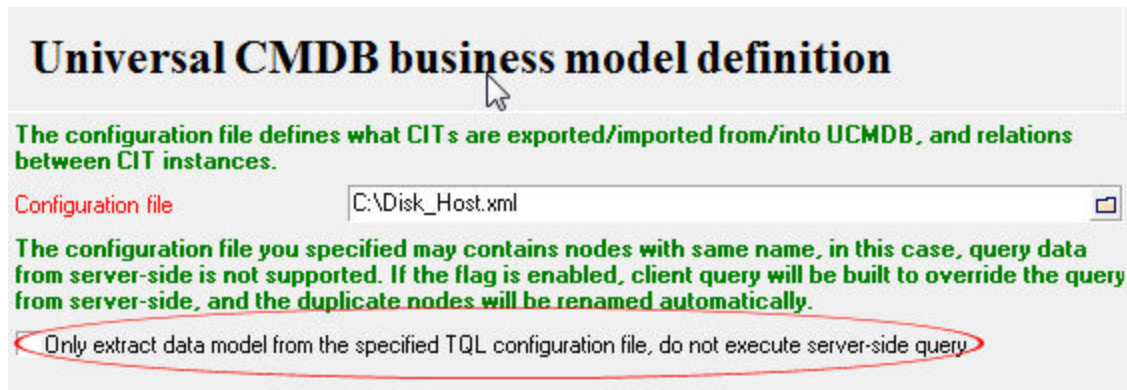 Universal CMDB business model definition
The configuration file defines what CITs are exported/imported from/into UCMDB, and relations
between CIT instances.
Configuration file
C:\Disk_Host.xml
The configuration file you specified may contains nodes with same name, in this case, query data
from server-side is not supported. If the flag is enabled, client query will be built to override the query
from server-side, and the duplicate nodes will be renamed automatically.
Only extract data model from the specified TQL configuration file, do not execute server-side query